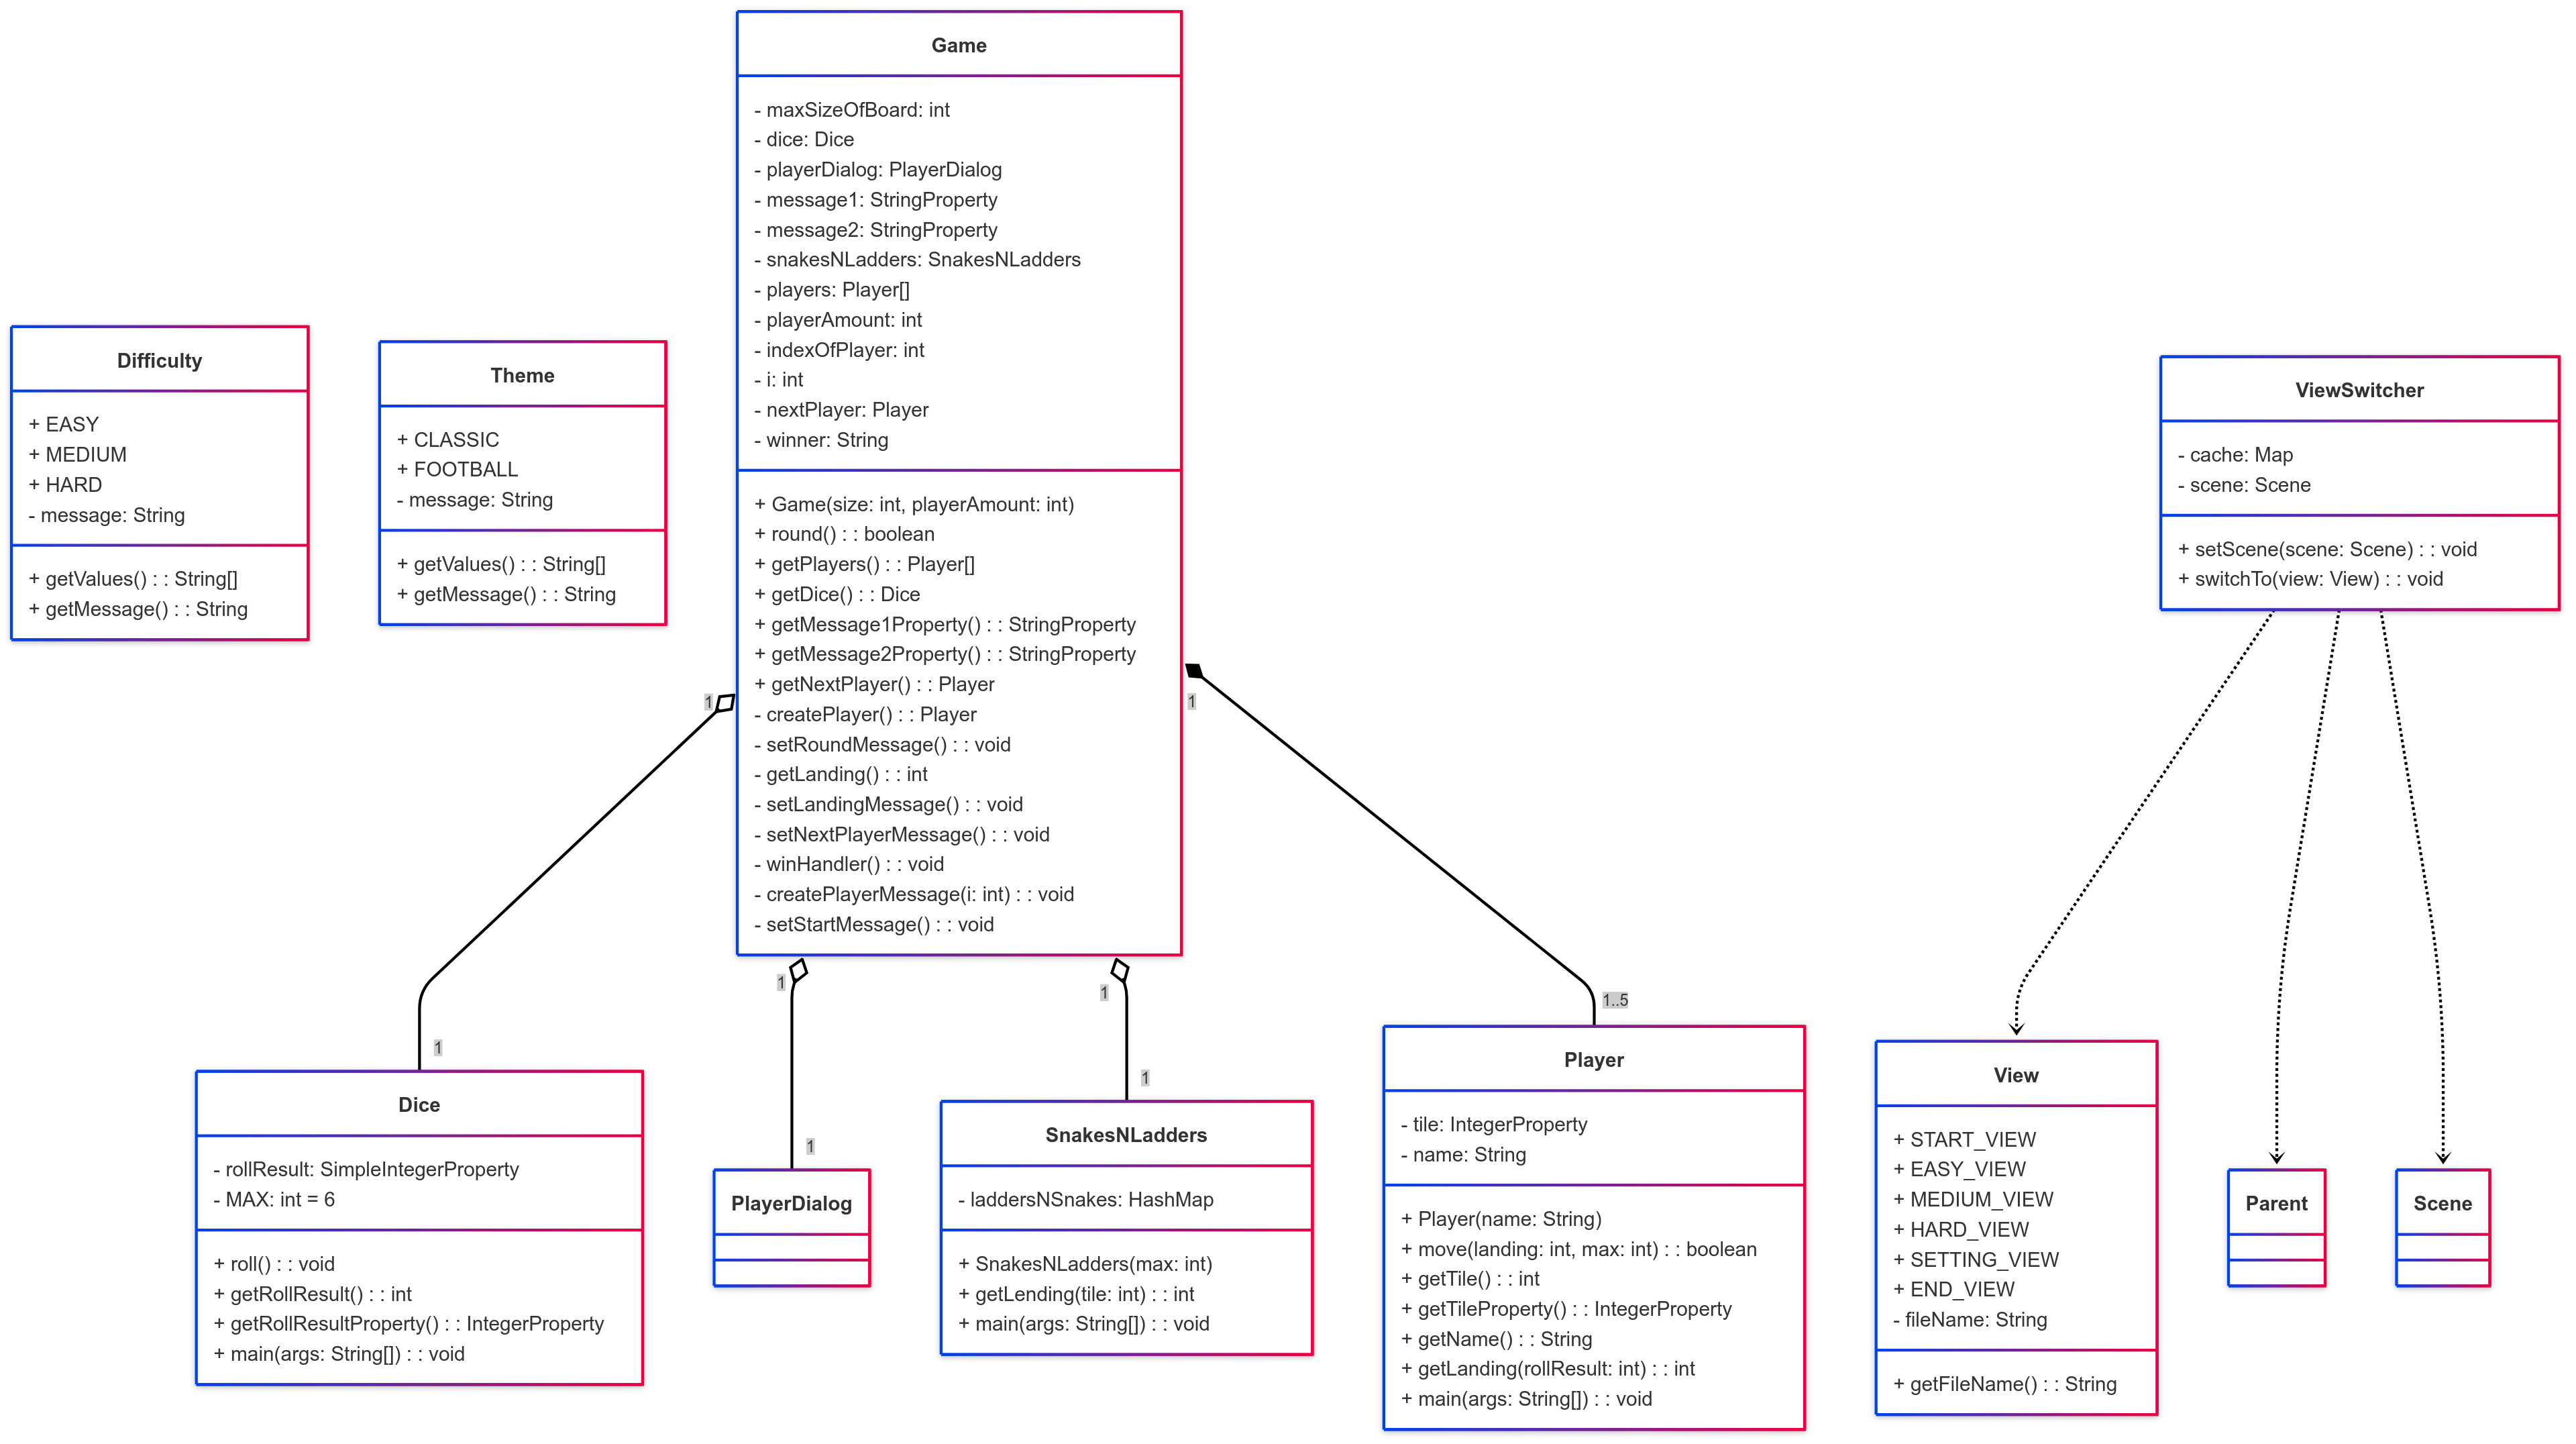 Game
- maxSizeOfBoard: int
- dice: Dice
- playerDialog: PlayerDialog
- message1: StringProperty
- message2: StringProperty
- snakesNLadders: SnakesNLadders
- players: Player[]
- playerAmount: int
- indexOfPlayer: int
- i: int
- nextPlayer: Player
- winner: String
+ Game(size: int, playerAmount: int)
+ round() : : boolean
+ getPlayers() : : Player[]
+ getDice() : : Dice
+ getMessage1Property() : : StringProperty
+ getMessage2Property() : : StringProperty
+ getNextPlayer() : : Player
- createPlayer() : : Player
- setRoundMessage() : : void
- getLanding() : : int
- setLandingMessage() : : void
- setNextPlayerMessage() : : void
- winHandler() : : void
- createPlayerMessage(i: int) : : void
- setStartMessage() : : void
Difficulty
+ EASY
+ MEDIUM
+ HARD
- message: String
+ getValues() : : String[]
+ getMessage() : : String
Theme
+ CLASSIC
+ FOOTBALL
- message: String
+ getValues() : : String[]
+ getMessage() : : String
ViewSwitcher
- cache: Map
- scene: Scene
+ setScene(scene: Scene) : : void
+ switchTo(view: View) : : void
1
1
1
1
1
1
1
1..5
Dice
- rollResult: SimpleIntegerProperty
- MAX: int = 6
+ roll() : : void
+ getRollResult() : : int
+ getRollResultProperty() : : IntegerProperty
+ main(args: String[]) : : void
PlayerDialog
SnakesNLadders
- laddersNSnakes: HashMap
+ SnakesNLadders(max: int)
+ getLending(tile: int) : : int
+ main(args: String[]) : : void
Player
- tile: IntegerProperty
- name: String
+ Player(name: String)
+ move(landing: int, max: int) : : boolean
+ getTile() : : int
+ getTileProperty() : : IntegerProperty
+ getName() : : String
+ getLanding(rollResult: int) : : int
+ main(args: String[]) : : void
View
+ START_VIEW
+ EASY_VIEW
+ MEDIUM_VIEW
+ HARD_VIEW
+ SETTING_VIEW
+ END_VIEW
- fileName: String
+ getFileName() : : String
Parent
Scene